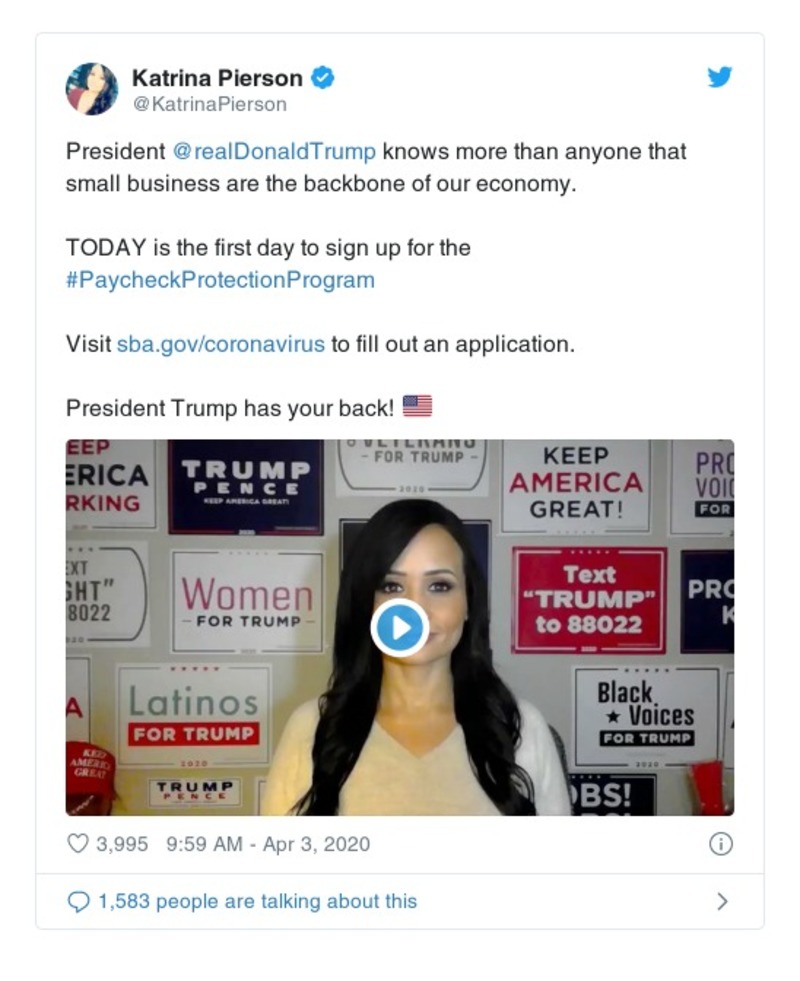 Katrina Pierson
@KatrinaPierson
President @realDonaldTrump knows more than anyone that
small business are the backbone of our economy.
TODAY is the first day to sign up for the
#PaycheckProtectionProgram
Visit sba.gov/coronavirus to fill out an application.
President Trump has your back! 🇺🇸
ERICA
RKING
TRUMP
PENCE
KEEP AMERICA GREAT!
- FOR TRUMP -
2020
KEEP
AMERICA
GREAT!
PRO
VOIC
FOR
GHT"
8022
Women
- FOR TRUMP -
Text
"TRUMP"
to 88022
PRO
Latinos
FOR TRUMP
2020
Black
★ Voices
FOR TRUMP
2020
A
KEEP
AMERICA
GREAT
TRUMP
PENCE
OBS!
3,995 9:59 AM - Apr 3, 2020
1,583 people are talking about this